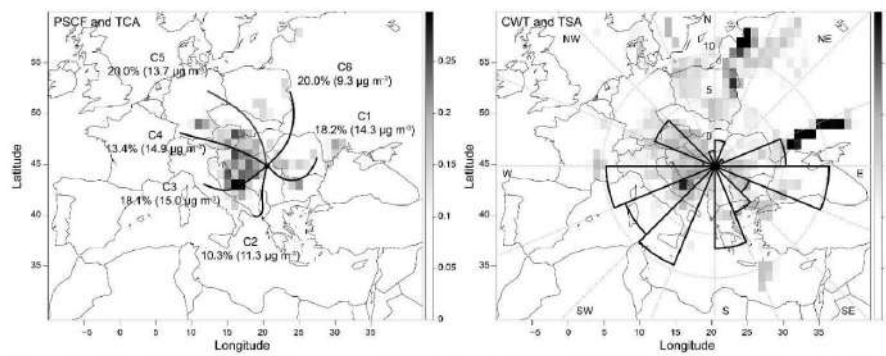 PSCF and TCA
C5
20.0% (13.7 µg m⁻³)
C6
20.0% (9.3 µg m⁻³)
C1
18.2% (14.3 µg m⁻³)
C4
13.4% (14.9 µg m⁻³)
C3
18.1% (15.0 µg m⁻³)
C2
10.3% (11.3 µg m⁻³)
Latitude
60
55
50
45
40
35
−5 0 5 10 15 20 25 30 35
Longitude
0.25
0.2
0.15
0.1
0.05
0
CWT and TSA
N
NW
NE
10
5
0
W
E
SW
S
SE
Latitude
60
55
50
45
40
35
−5 0 5 10 15 20 25 30 35
Longitude